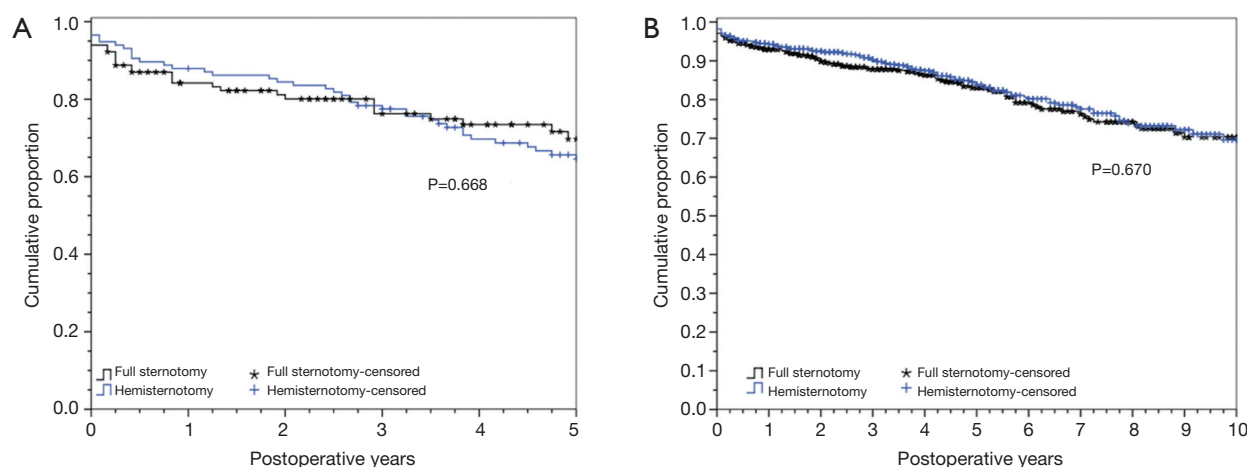 A
Cumulative proportion
1.0
0.8
0.6
0.4
0.2
0.0
P=0.668
Full sternotomy
Full sternotomy-censored
Hemisternotomy
Hemisternotomy-censored
0 1 2 3 4 5
Postoperative years
B
Cumulative proportion
1.0
0.9
0.8
0.7
0.6
0.5
0.4
0.3
0.2
0.1
0.0
P=0.670
Full sternotomy
Full sternotomy-censored
Hemisternotomy
Hemisternotomy-censored
0 1 2 3 4 5 6 7 8 9 10
Postoperative years